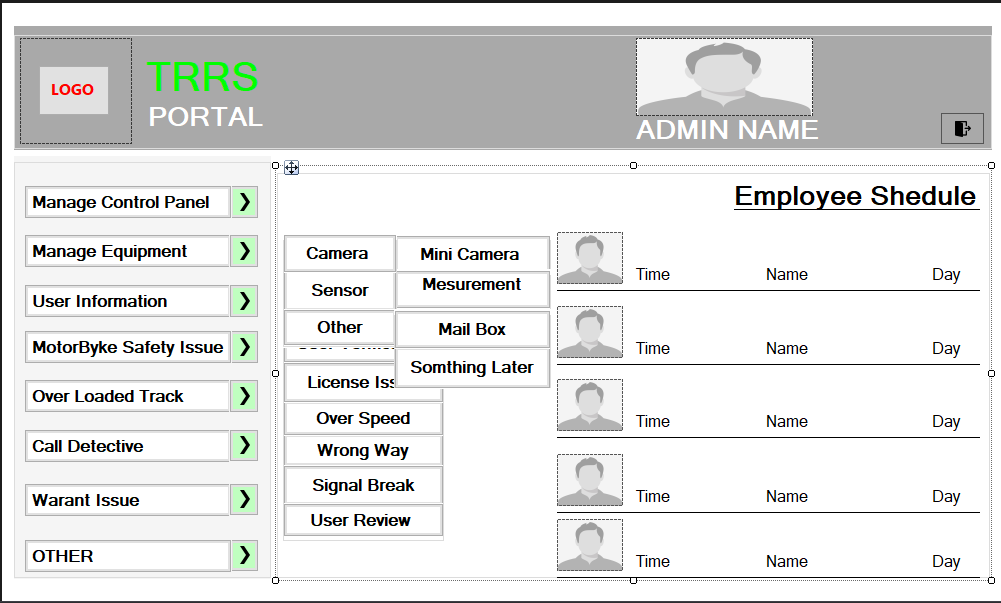 LOGO
TRRS
PORTAL
ADMIN NAME
Manage Control Panel
Manage Equipment
User Information
MotorByke Safety Issue
Over Loaded Track
Call Detective
Warant Issue
OTHER
Camera
Sensor
Other
License Iss
Over Speed
Wrong Way
Signal Break
User Review
Mini Camera
Mesurement
Mail Box
Somthing Later
Employee Shedule
Time Name Day
Time Name Day
Time Name Day
Time Name Day
Time Name Day